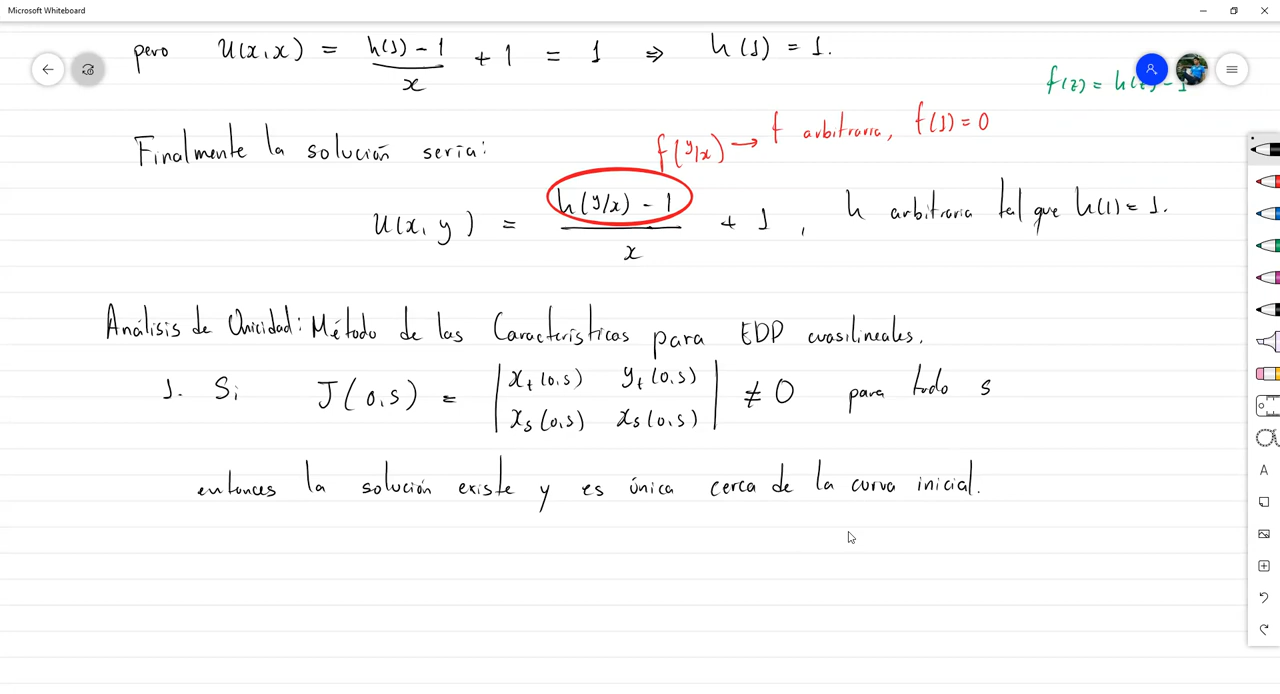 Microsoft Whiteboard
pero u(x,x) = (h(1) - 1)/x + 1 = 1 ⇒ h(1) = 1.
f(z) = h(z) - 1
Finalmente la solución sería:
f(y/x) → f arbitraria, f(1) = 0
u(x,y) = (h(y/x) - 1)/x + 1, h arbitraria tal que h(1) = 1.
Análisis de Unicidad: Método de las Características para EDP cuasilineales.
1. Si J(0,s) = | x_t(0,s) y_t(0,s) |
| x_s(0,s) x_s(0,s) | ≠ 0 para todo s
entonces la solución existe y es única cerca de la curva inicial.
A